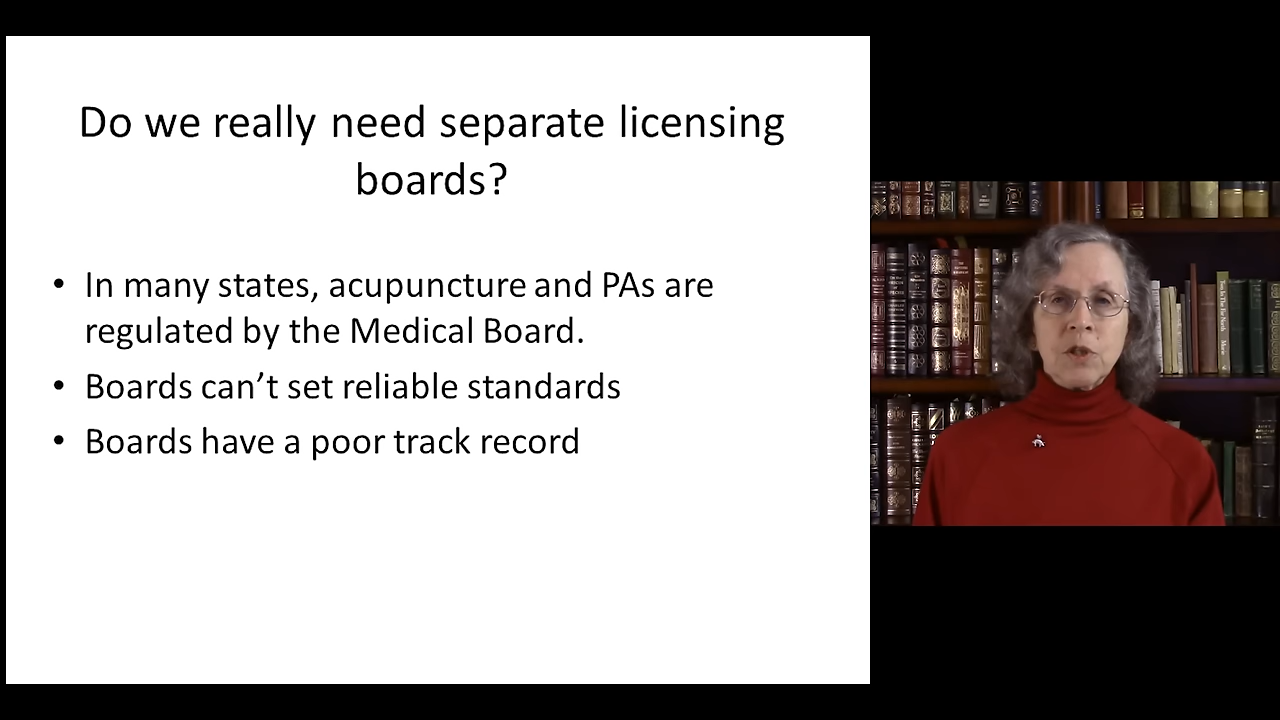 Do we really need separate licensing
boards?
• In many states, acupuncture and PAs are
regulated by the Medical Board.
• Boards can’t set reliable standards
• Boards have a poor track record